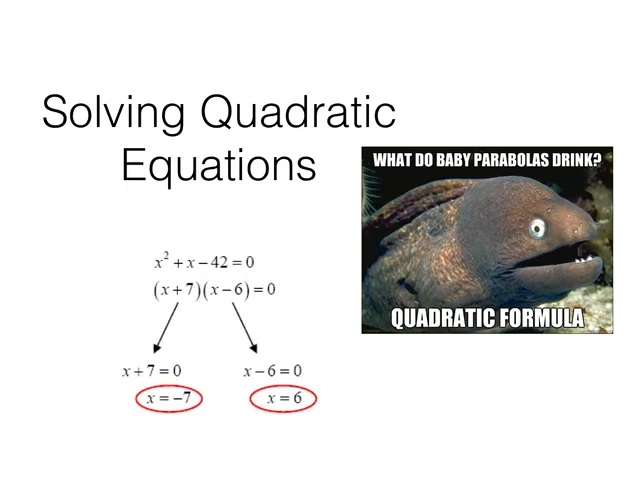 Solving Quadratic
Equations
WHAT DO BABY PARABOLAS DRINK?
QUADRATIC FORMULA
x² + x − 42 = 0
(x + 7)(x − 6) = 0
x + 7 = 0
x − 6 = 0
x = −7
x = 6